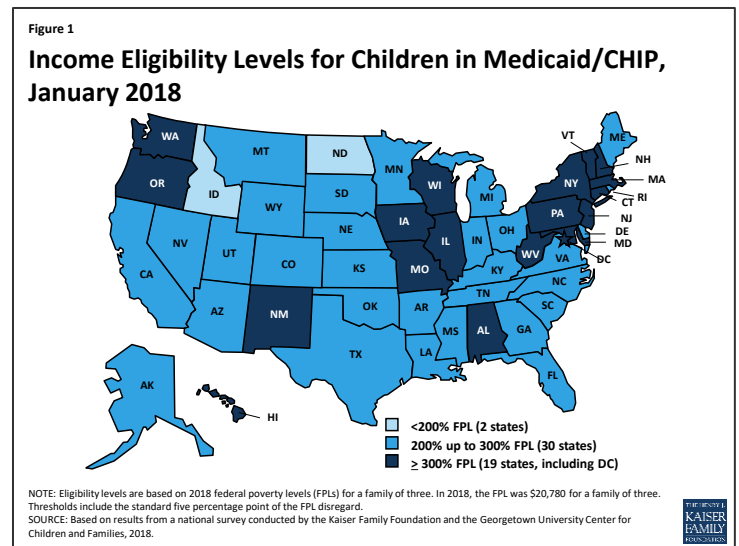 Figure 1
Income Eligibility Levels for Children in Medicaid/CHIP,
January 2018
WA
OR
MT
ID
ND
MN
WY
SD
WI
MI
NY
VT
ME
NH
MA
RI
CT
NJ
DE
MD
DC
PA
NV
UT
CO
NE
IA
IL
IN
OH
WV
VA
CA
KS
MO
KY
NC
AZ
NM
OK
AR
TN
SC
TX
LA
MS
AL
GA
FL
AK
HI
<200% FPL (2 states)
200% up to 300% FPL (30 states)
≥ 300% FPL (19 states, including DC)
NOTE: Eligibility levels are based on 2018 federal poverty levels (FPLs) for a family of three. In 2018, the FPL was $20,780 for a family of three.
Thresholds include the standard five percentage point of the FPL disregard.
SOURCE: Based on results from a national survey conducted by the Kaiser Family Foundation and the Georgetown University Center for
Children and Families, 2018.
THE HENRY J.
KAISER
FAMILY
FOUNDATION